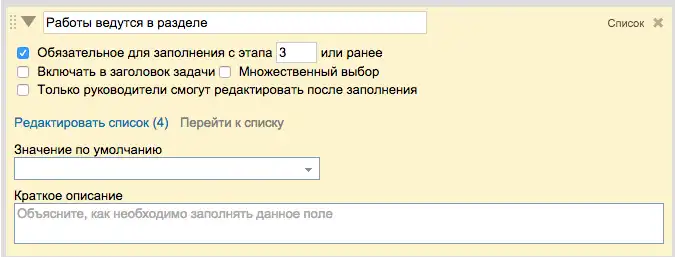 Работы ведутся в разделе Список
Обязательное для заполнения с этапа 3 или ранее
Включать в заголовок задачи Множественный выбор
Только руководители смогут редактировать после заполнения
Редактировать список (4) Перейти к списку
Значение по умолчанию
Краткое описание
Объясните, как необходимо заполнять данное поле